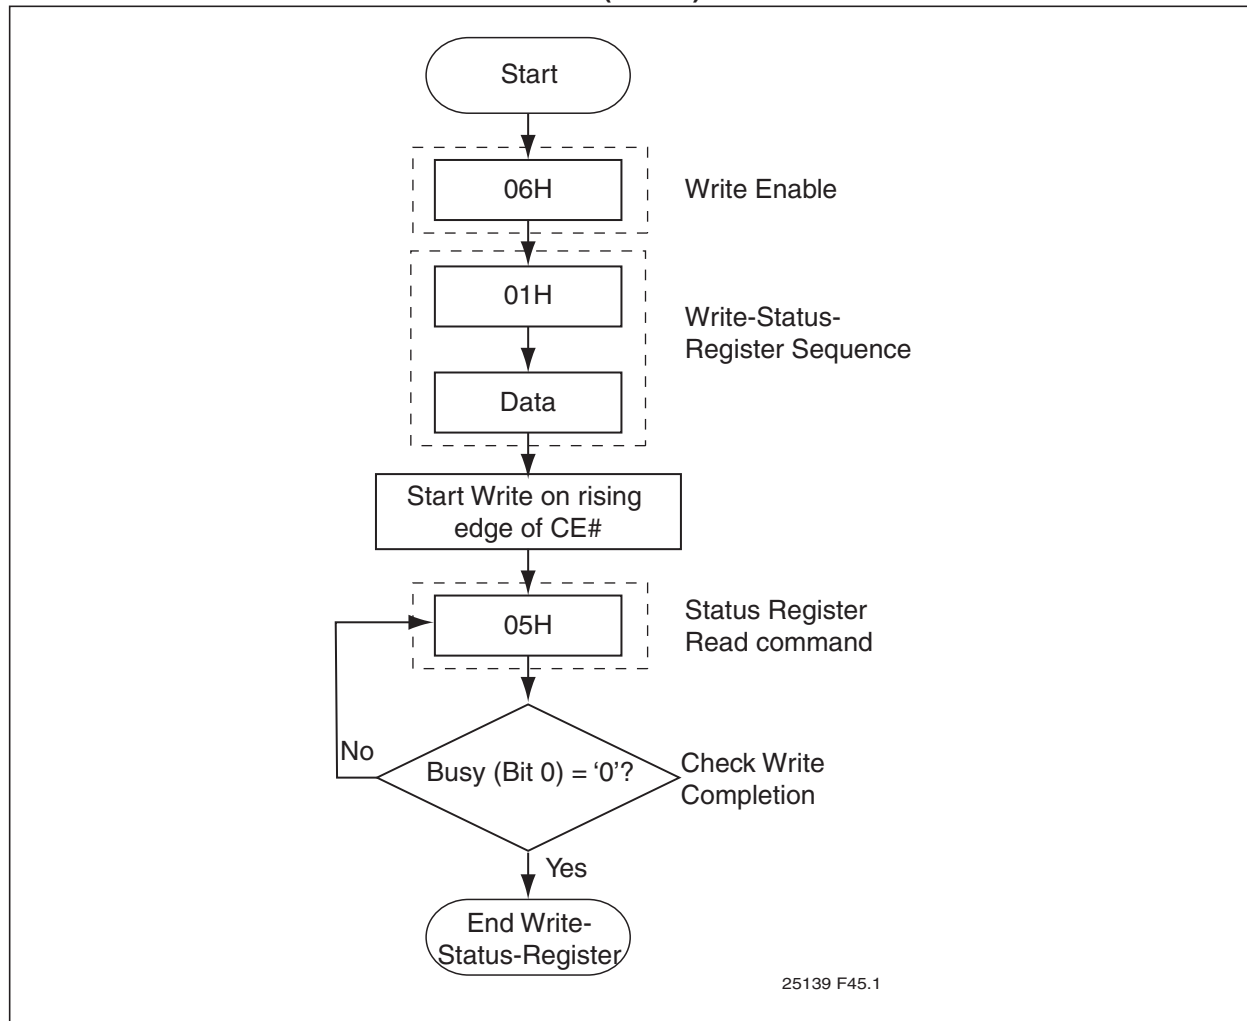 Start
06H
Write Enable
01H
Write-Status-
Register Sequence
Data
Start Write on rising
edge of CE#
05H
Status Register
Read command
No
Busy (Bit 0) = ‘0’?
Check Write
Completion
Yes
End Write-
Status-Register
25139 F45.1